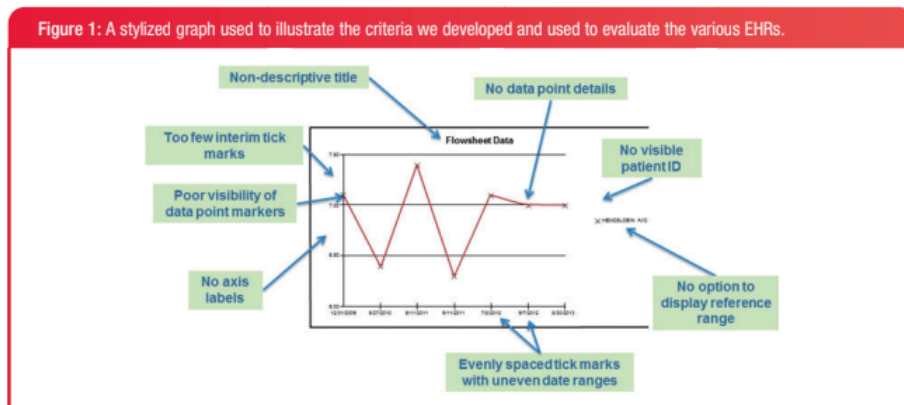 Figure 1: A stylized graph used to illustrate the criteria we developed and used to evaluate the various EHRs.
Non-descriptive title
No data point details
Too few interim tick
marks
Flowsheet Data
No visible
patient ID
Poor visibility of
data point markers
No axis
labels
No option to
display reference
range
Evenly spaced tick marks
with uneven date ranges